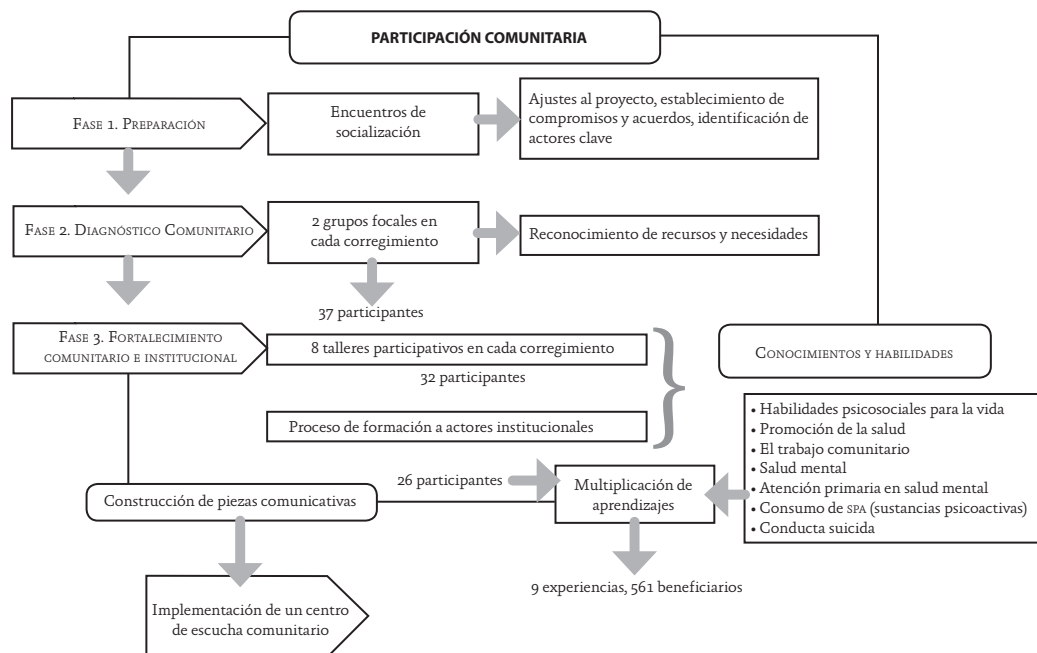 PARTICIPACIÓN COMUNITARIA
Fase 1. Preparación
Encuentros de
socialización
Ajustes al proyecto, establecimiento de
compromisos y acuerdos, identificación de
actores clave
Fase 2. Diagnóstico Comunitario
2 grupos focales en
cada corregimiento
Reconocimiento de recursos y necesidades
37 participantes
Fase 3. Fortalecimiento
comunitario e institucional
8 talleres participativos en cada corregimiento
32 participantes
Proceso de formación a actores institucionales
Conocimientos y habilidades
• Habilidades psicosociales para la vida
• Promoción de la salud
• El trabajo comunitario
• Salud mental
• Atención primaria en salud mental
• Consumo de SPA (sustancias psicoactivas)
• Conducta suicida
26 participantes
Multiplicación de
aprendizajes
Construcción de piezas comunicativas
9 experiencias, 561 beneficiarios
Implementación de un centro
de escucha comunitario